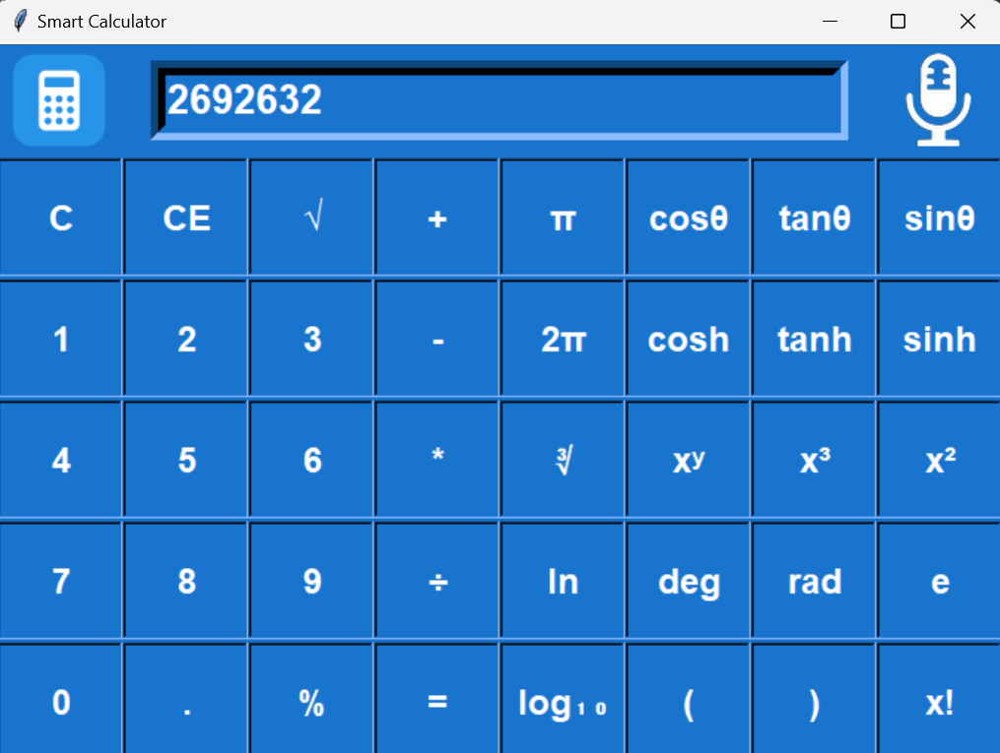 Smart Calculator
2692632
C CE √ + π cosθ tanθ sinθ
1 2 3 - 2π cosh tanh sinh
4 5 6 * ∛ xʸ x³ x²
7 8 9 ÷ ln deg rad e
0 . % = log₁₀ ( ) x!